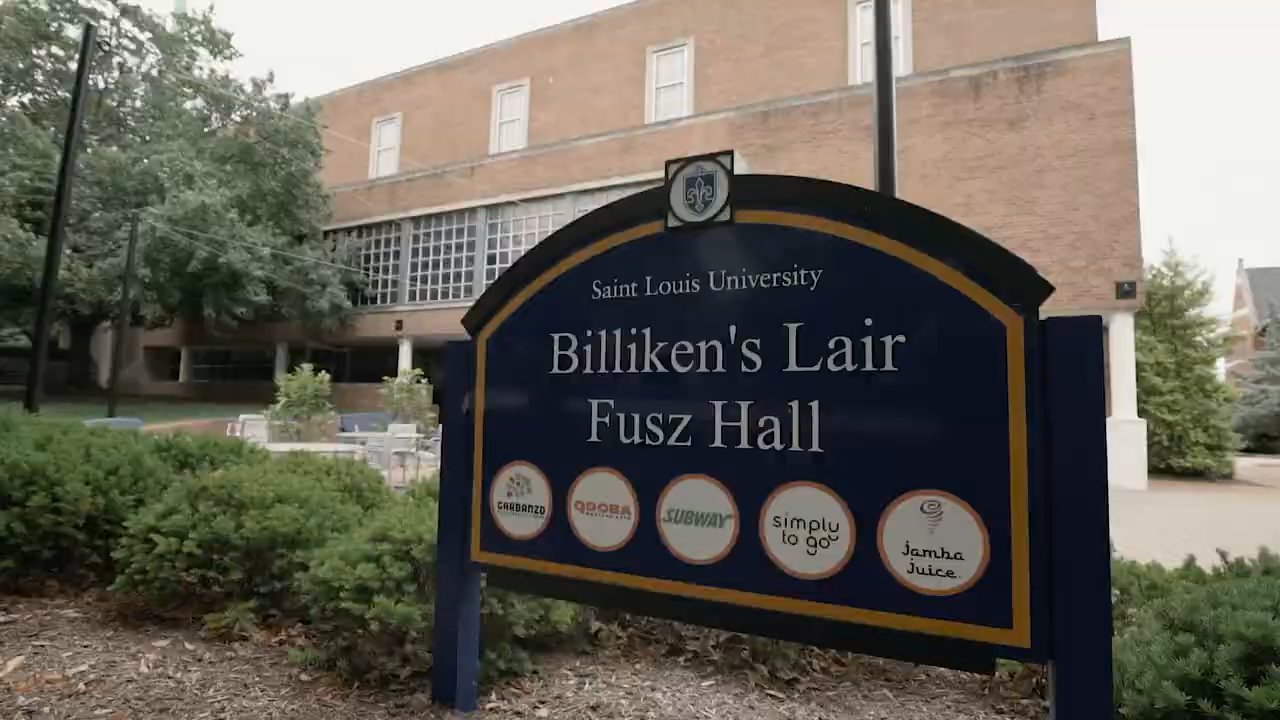 Saint Louis University
Billiken's Lair
Fusz Hall
GARBANZO
QDOBA
SUBWAY
simply
to go
jamba
juice